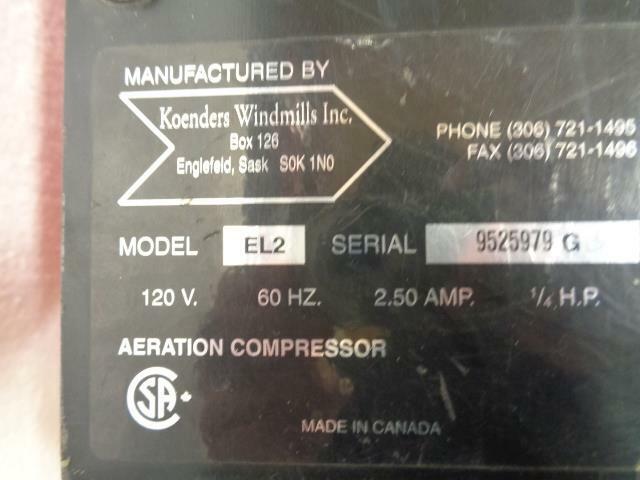 MANUFACTURED BY
Koenders Windmills Inc.
Box 126
Englefeld, Sask S0K 1N0
PHONE (306) 721-1495
FAX (306) 721-1496
MODEL EL2 SERIAL 9525979 G
120 V. 60 HZ. 2.50 AMP. 1/4 H.P.
AERATION COMPRESSOR
CSA
MADE IN CANADA